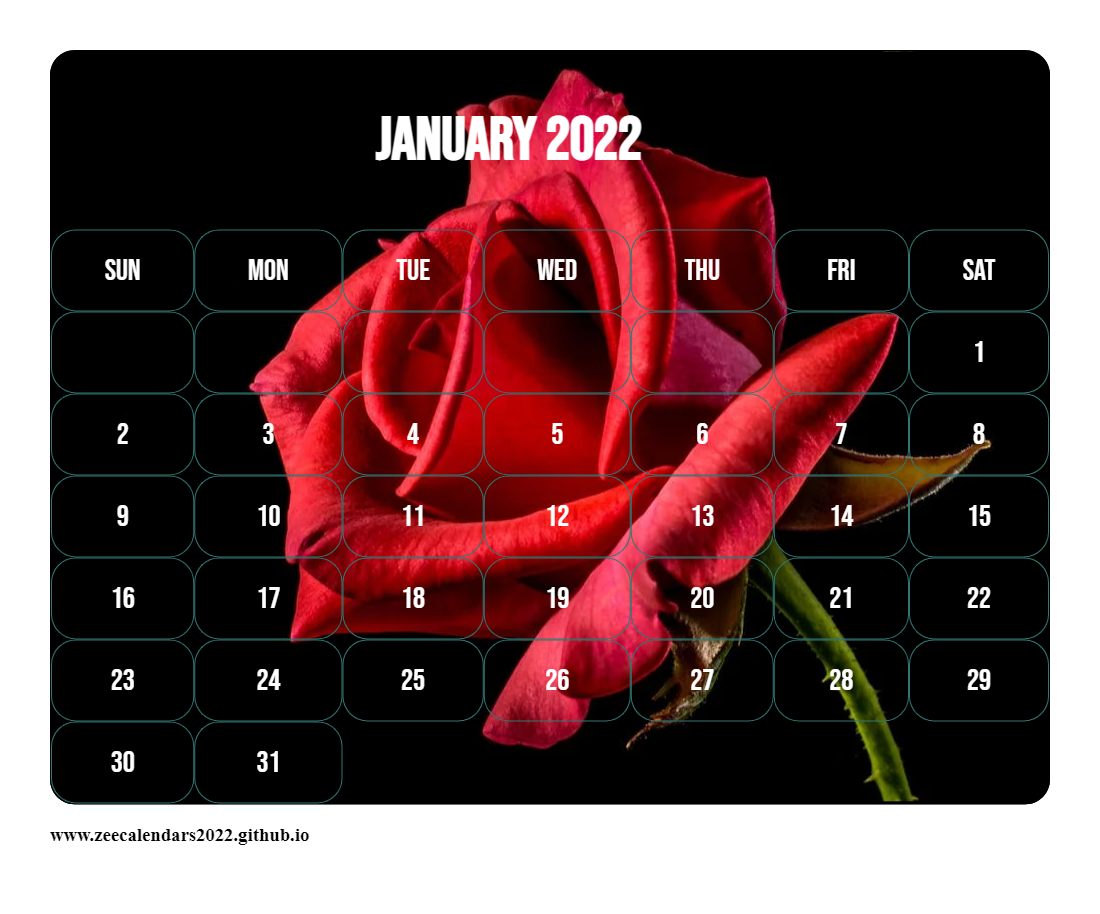 JANUARY 2022
SUN MON TUE WED THU FRI SAT
1
2 3 4 5 6 7 8
9 10 11 12 13 14 15
16 17 18 19 20 21 22
23 24 25 26 27 28 29
30 31
www.zeecalendars2022.github.io